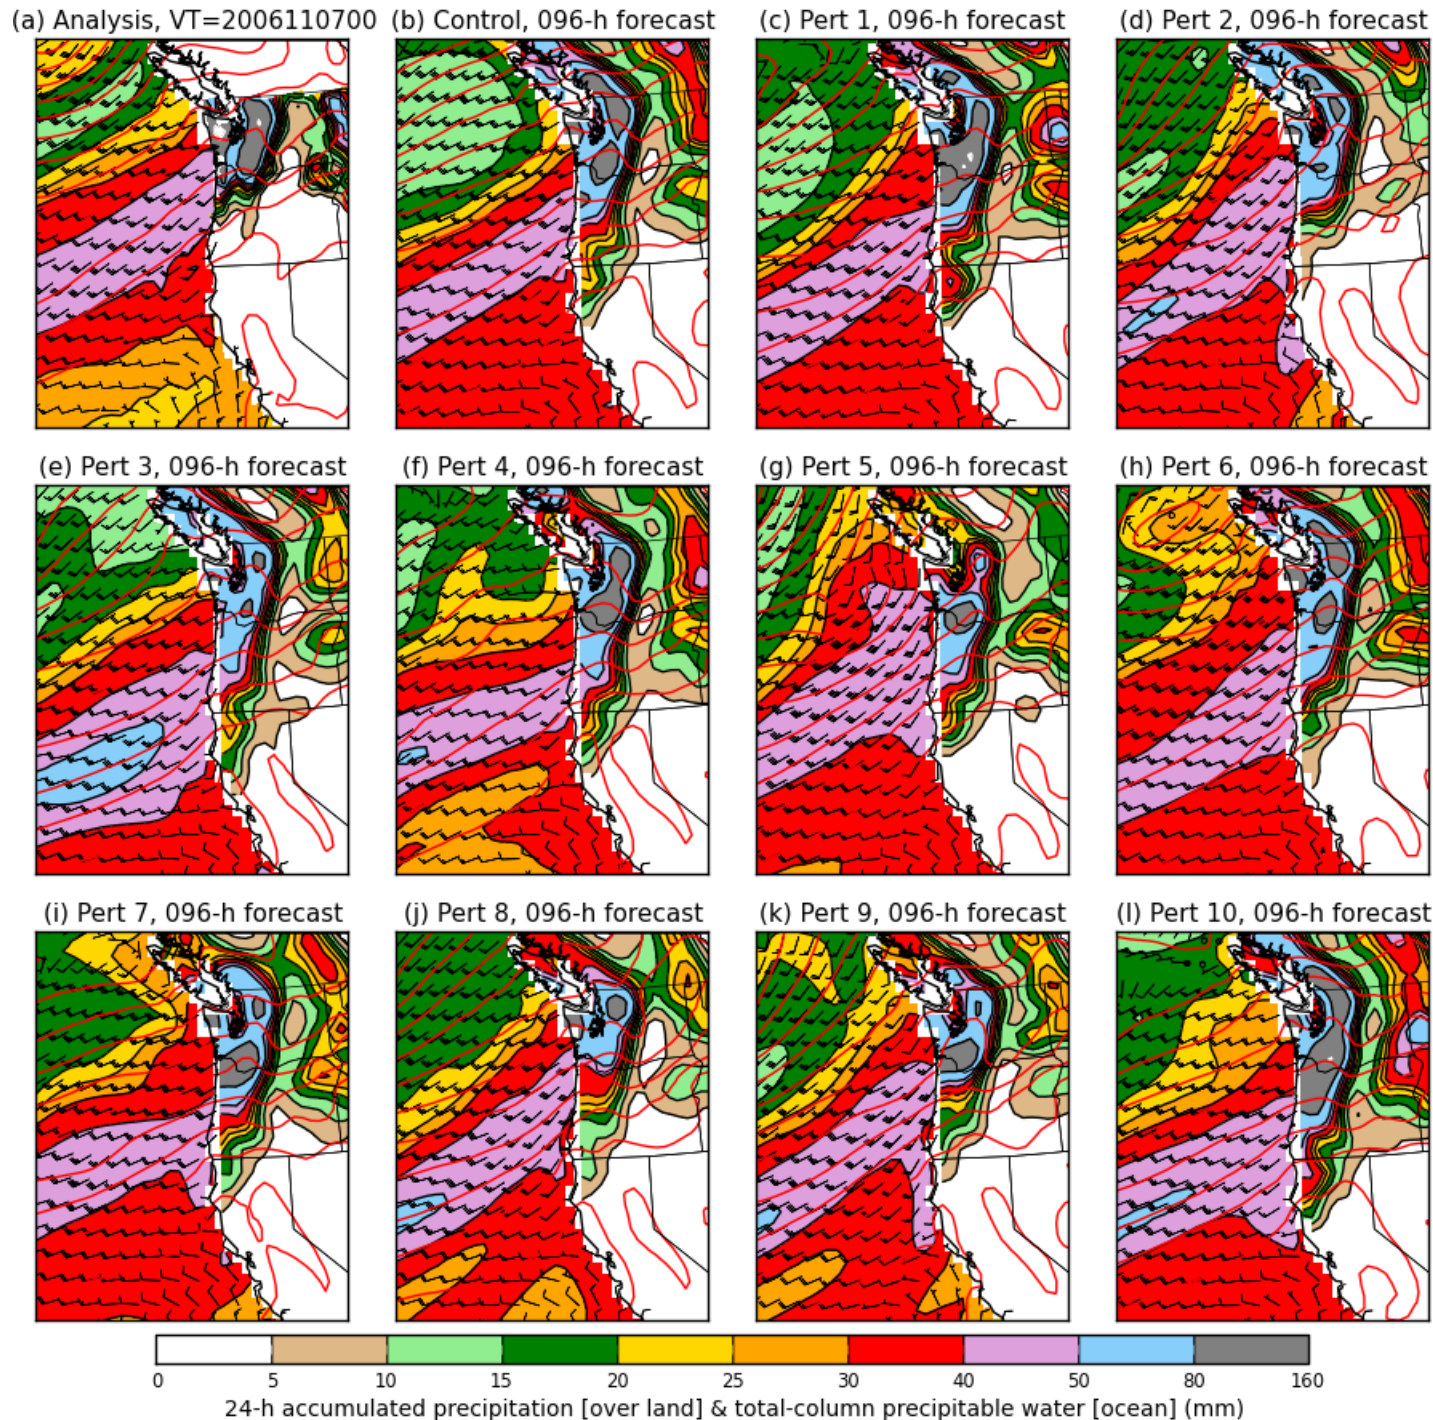 (a) Analysis, VT=2006110700
(b) Control, 096-h forecast
(c) Pert 1, 096-h forecast
(d) Pert 2, 096-h forecast
(e) Pert 3, 096-h forecast
(f) Pert 4, 096-h forecast
(g) Pert 5, 096-h forecast
(h) Pert 6, 096-h forecast
(i) Pert 7, 096-h forecast
(j) Pert 8, 096-h forecast
(k) Pert 9, 096-h forecast
(l) Pert 10, 096-h forecast
0 5 10 15 20 25 30 40 50 80 160
24-h accumulated precipitation [over land] & total-column precipitable water [ocean] (mm)